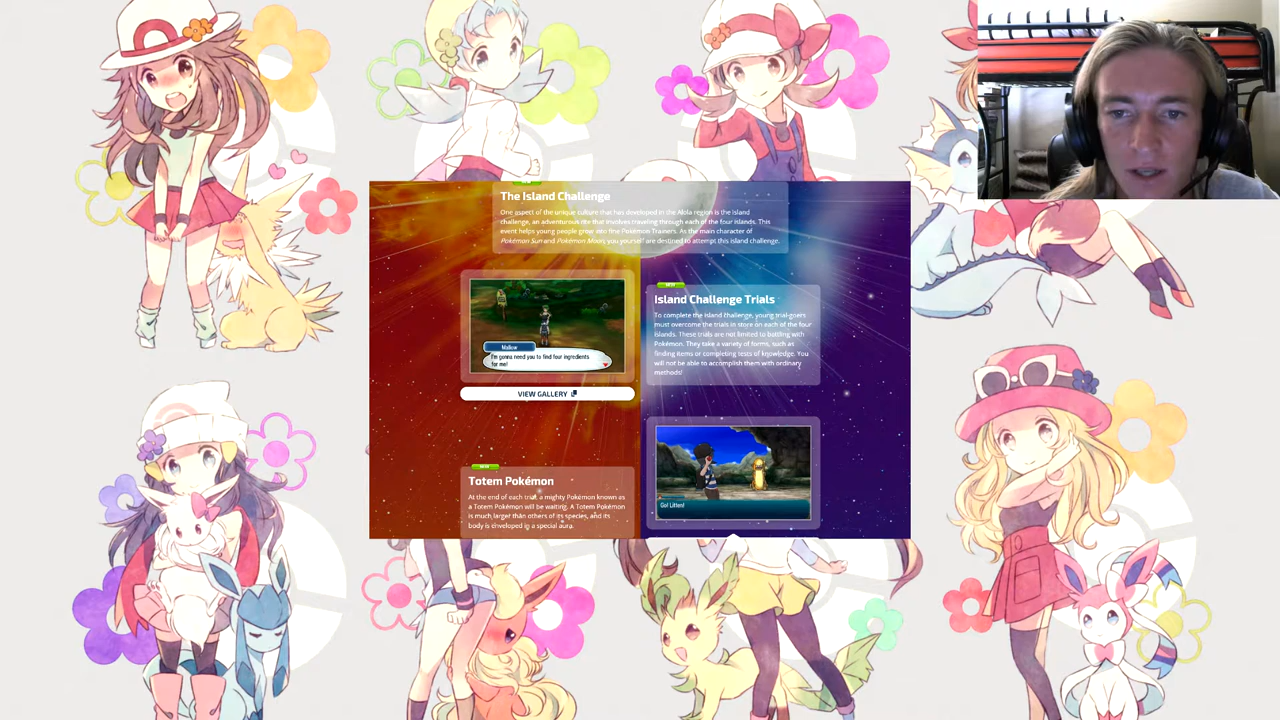 The Island Challenge
One aspect of the unique culture that has developed in the Alola region is the island
challenge, an adventurous rite that involves traveling through each of the four islands. This
event helps young people grow into fine Pokémon Trainers. As the main character of
Pokémon Sun and Pokémon Moon, you yourself are destined to attempt this island challenge.
Mallow
I'm gonna need you to find four ingredients
for me!
VIEW GALLERY
NEW
Island Challenge Trials
To complete the island challenge, young trial-goers
must overcome the trials in store on each of the four
islands. These trials are not limited to battling with
Pokémon. They take a variety of forms, such as
finding items or completing tests of knowledge. You
will not be able to accomplish them with ordinary
methods!
NEW
Totem Pokémon
At the end of each trial, a mighty Pokémon known as
a Totem Pokémon will be waiting. A Totem Pokémon
is much larger than others of its species, and its
body is enveloped in a special aura.
Go! Litten!